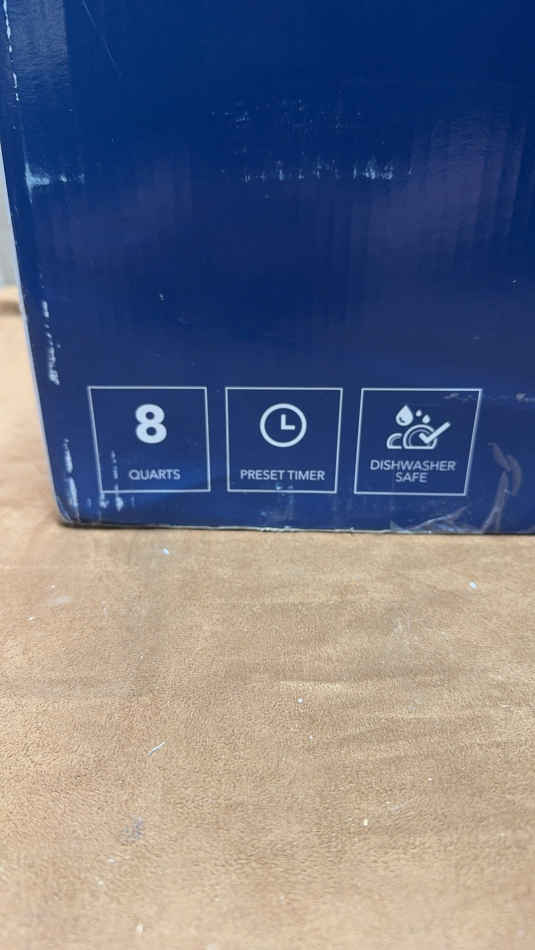 8
QUARTS
PRESET TIMER
DISHWASHER
SAFE